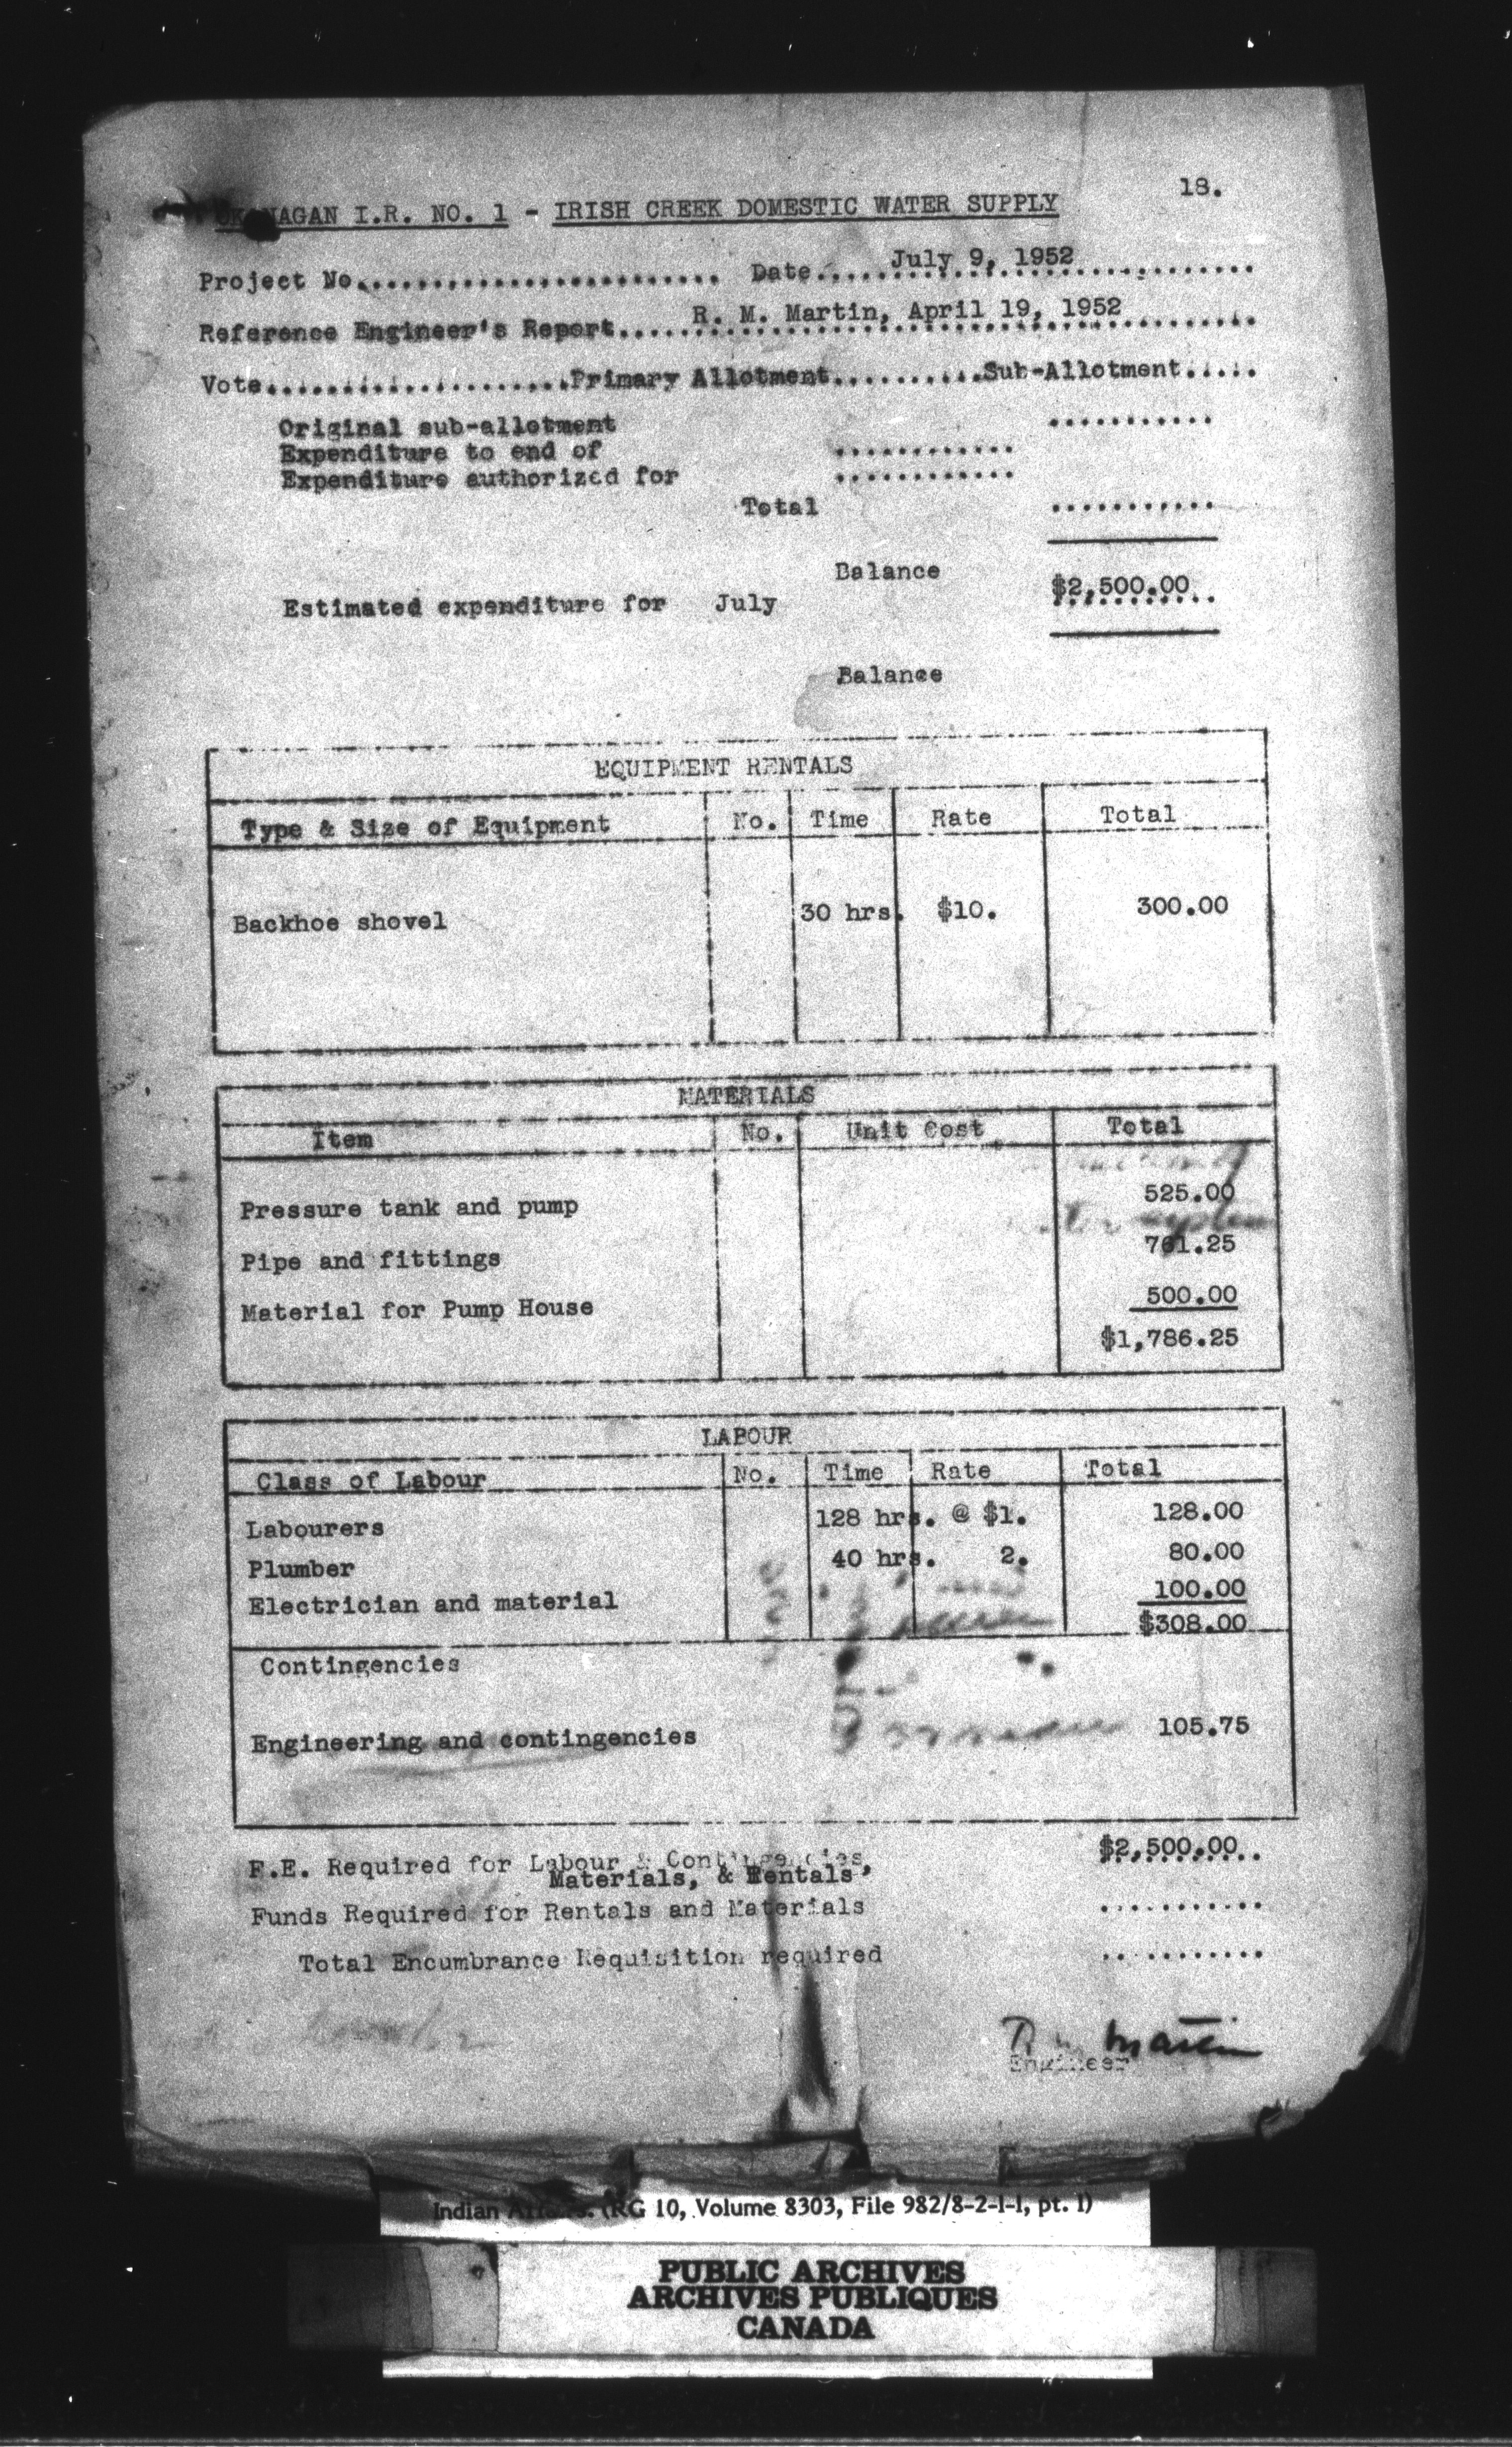 18.
OKANAGAN I.R. NO. 1 - IRISH CREEK DOMESTIC WATER SUPPLY
Project No........................ Date.....July 9, 1952............
Reference Engineer's Report.....R. M. Martin, April 19, 1952.........
Vote....................Primary Allotment..........Sub-Allotment.....
Original sub-allotment ...........
Expenditure to end of ............
Expenditure authorized for ............
Total ...........
Balance
Estimated expenditure for July $2,500.00..
Balance
EQUIPMENT RENTALS
Type & Size of Equipment No. Time Rate Total
Backhoe shovel 30 hrs. $10. 300.00
MATERIALS
Item No. Unit Cost Total
Pressure tank and pump 525.00
Pipe and fittings 761.25
Material for Pump House 500.00
$1,786.25
LABOUR
Class of Labour No. Time Rate Total
Labourers 128 hrs. @ $1. 128.00
Plumber 40 hrs. 2. 80.00
Electrician and material 100.00
$308.00
Contingencies
Engineering and contingencies 105.75
F.E. Required for Labour & Contingencies, $2,500.00..
Materials, & Rentals
Funds Required for Rentals and Materials ...........
Total Encumbrance Requisition required ...........
R. M. Martin
Engineer
Indian Affairs. (RG 10, Volume 8303, File 982/8-2-1-1, pt. 1)
PUBLIC ARCHIVES
ARCHIVES PUBLIQUES
CANADA